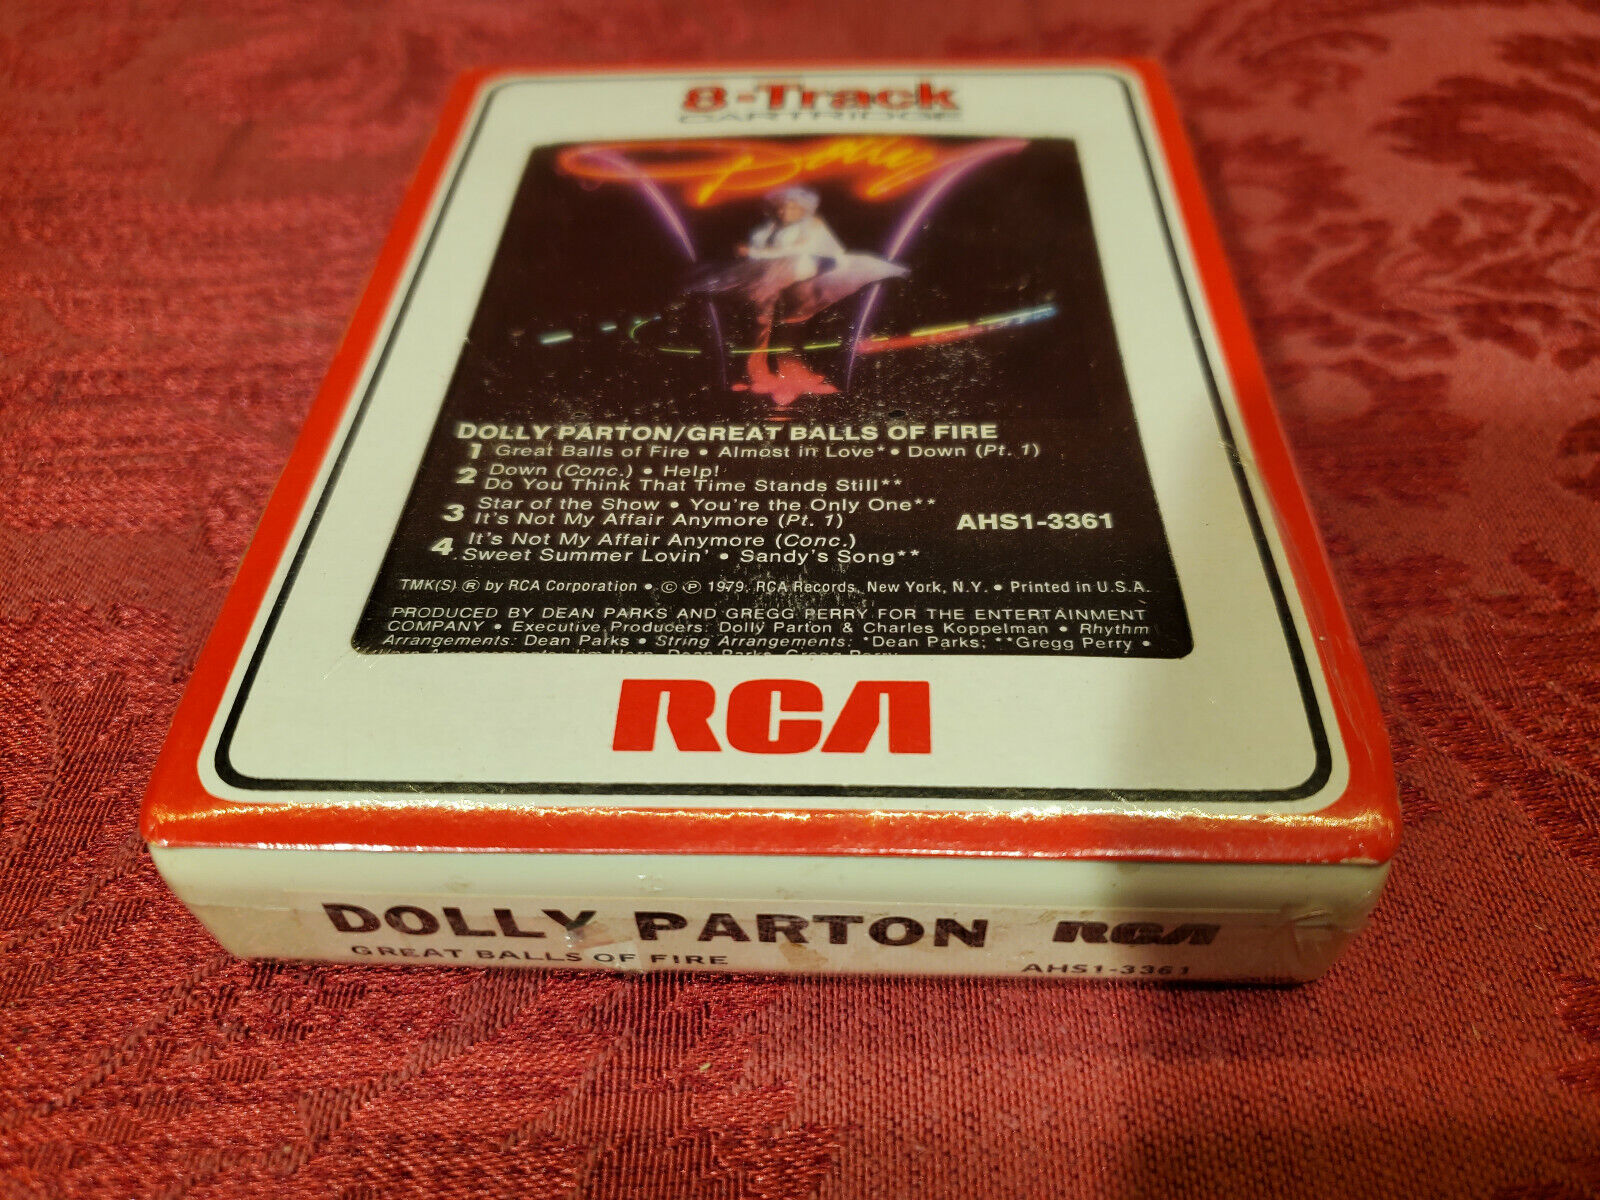 8-Track
CARTRIDGE
Dolly
DOLLY PARTON/GREAT BALLS OF FIRE
1 Great Balls of Fire • Almost in Love* • Down (Pt. 1)
2 Down (Conc.) • Help!
Do You Think That Time Stands Still**
3 Star of the Show • You're the Only One**
It's Not My Affair Anymore (Pt. 1)
AHS1-3361
4 It's Not My Affair Anymore (Conc.)
Sweet Summer Lovin' • Sandy's Song**
TMK(S) ® by RCA Corporation • © ℗ 1979, RCA Records, New York, N.Y. • Printed in U.S.A.
PRODUCED BY DEAN PARKS AND GREGG PERRY FOR THE ENTERTAINMENT
COMPANY • Executive Producers: Dolly Parton & Charles Koppelman • Rhythm
Arrangements: Dean Parks • String Arrangements: *Dean Parks; **Gregg Perry •
RCA
DOLLY PARTON RCA
GREAT BALLS OF FIRE AHS1-3361